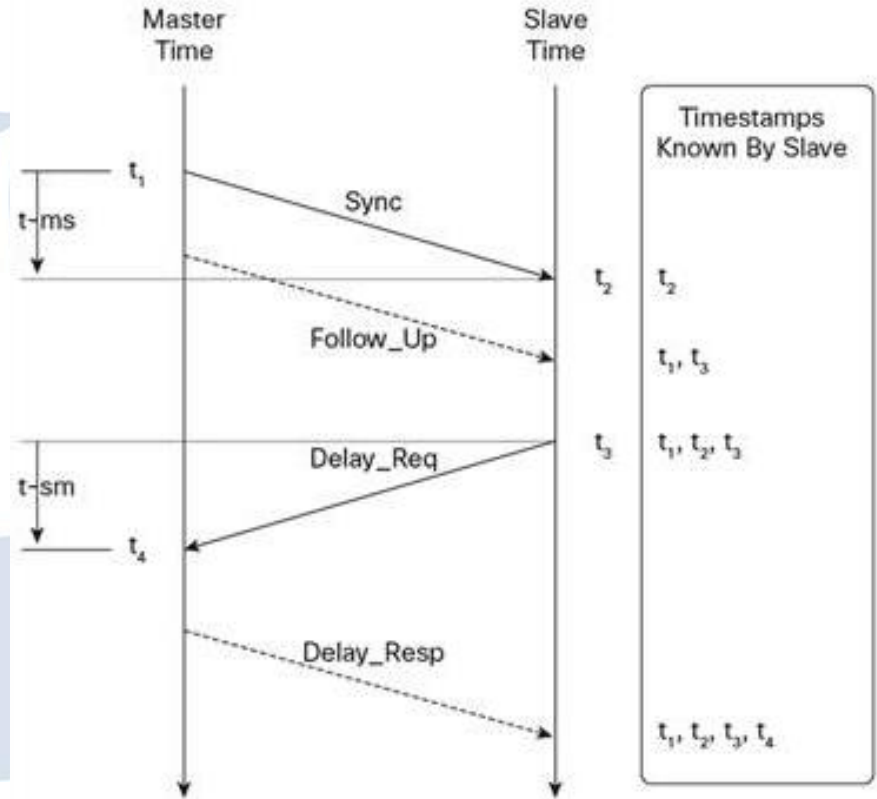 Master
Time
Slave
Time
Timestamps
Known By Slave
t₁
Sync
t-ms
t₂
t₂
Follow_Up
t₁, t₃
t₃
t₁, t₂, t₃
Delay_Req
t-sm
t₄
Delay_Resp
t₁, t₂, t₃, t₄